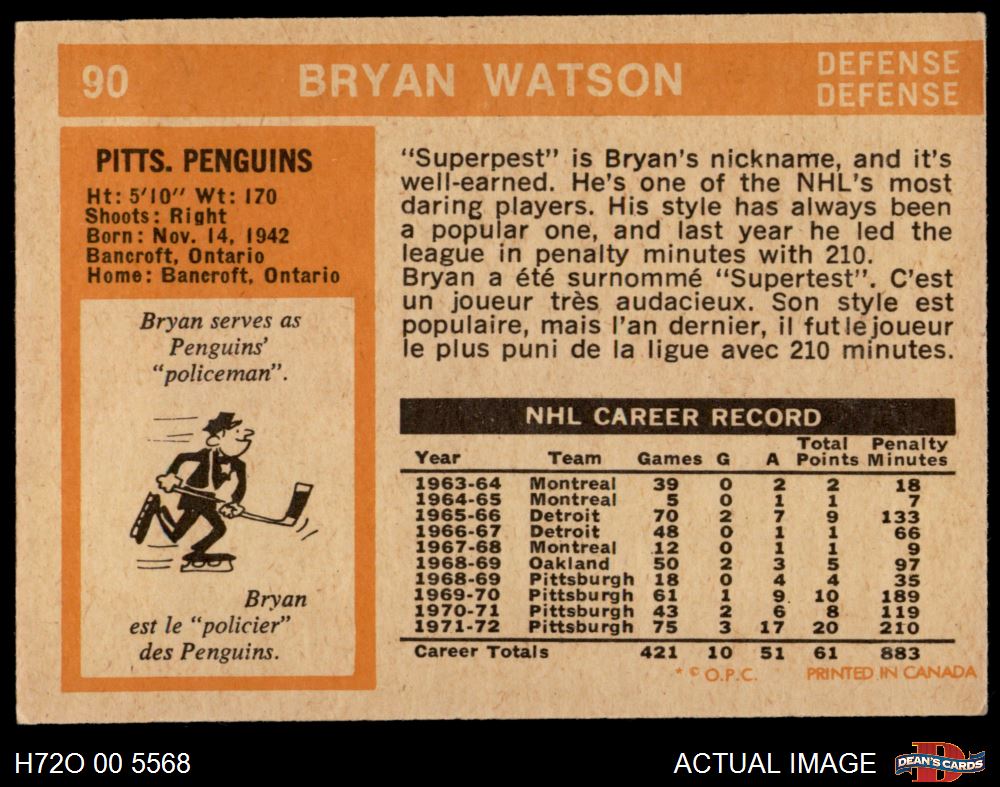 90 BRYAN WATSON DEFENSE
DEFENSE
PITTS. PENGUINS
Ht: 5'10" Wt: 170
Shoots: Right
Born: Nov. 14, 1942
Bancroft, Ontario
Home: Bancroft, Ontario
Bryan serves as
Penguins'
"policeman".
Bryan
est le "policier"
des Penguins.
"Superpest" is Bryan's nickname, and it's
well-earned. He's one of the NHL's most
daring players. His style has always been
a popular one, and last year he led the
league in penalty minutes with 210.
Bryan a été surnommé "Supertest". C'est
un joueur très audacieux. Son style est
populaire, mais l'an dernier, il fut le joueur
le plus puni de la ligue avec 210 minutes.
NHL CAREER RECORD
Year Team Games G A Total Points Penalty Minutes
1963-64 Montreal 39 0 2 2 18
1964-65 Montreal 5 0 1 1 7
1965-66 Detroit 70 2 7 9 133
1966-67 Detroit 48 0 1 1 66
1967-68 Montreal 12 0 1 1 9
1968-69 Oakland 50 2 3 5 97
1968-69 Pittsburgh 18 0 4 4 35
1969-70 Pittsburgh 61 1 9 10 189
1970-71 Pittsburgh 43 2 6 8 119
1971-72 Pittsburgh 75 3 17 20 210
Career Totals 421 10 51 61 883
* © O.P.C. PRINTED IN CANADA
H72O 00 5568 ACTUAL IMAGE D DEAN'S CARDS